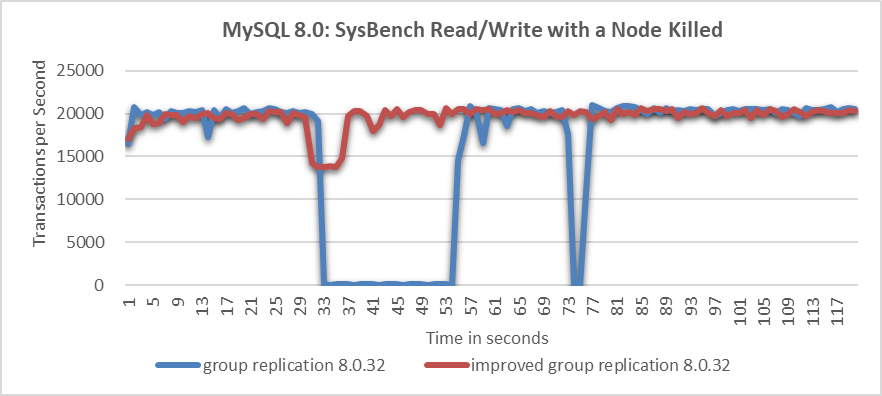 MySQL 8.0: SysBench Read/Write with a Node Killed
Transactions per Second
25000
20000
15000
10000
5000
0
1 5 9 13 17 21 25 29 33 37 41 45 49 53 57 61 65 69 73 77 81 85 89 93 97 101 105 109 113 117
Time in seconds
group replication 8.0.32 improved group replication 8.0.32